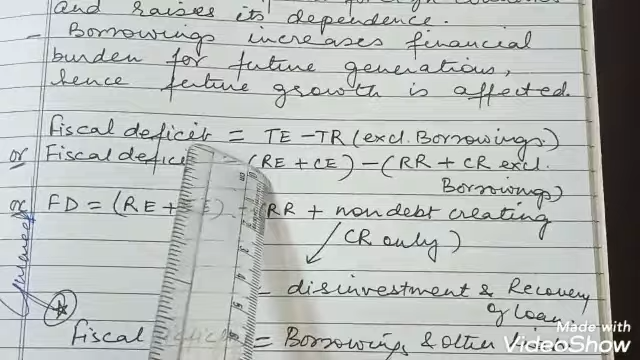 and raises its dependence.
- Borrowings increases financial
burden for future generations,
hence future growth is affected.
Fiscal deficit = TE - TR (excl. Borrowings)
or Fiscal defici (RE + CE) - (RR + CR excl.
Borrowings)
or FD = (RE + E) - RR + non debt creating
CR only)
= disinvestment & Recovery
of loan
Fiscal = Borrowings & other
Made with
VideoShow